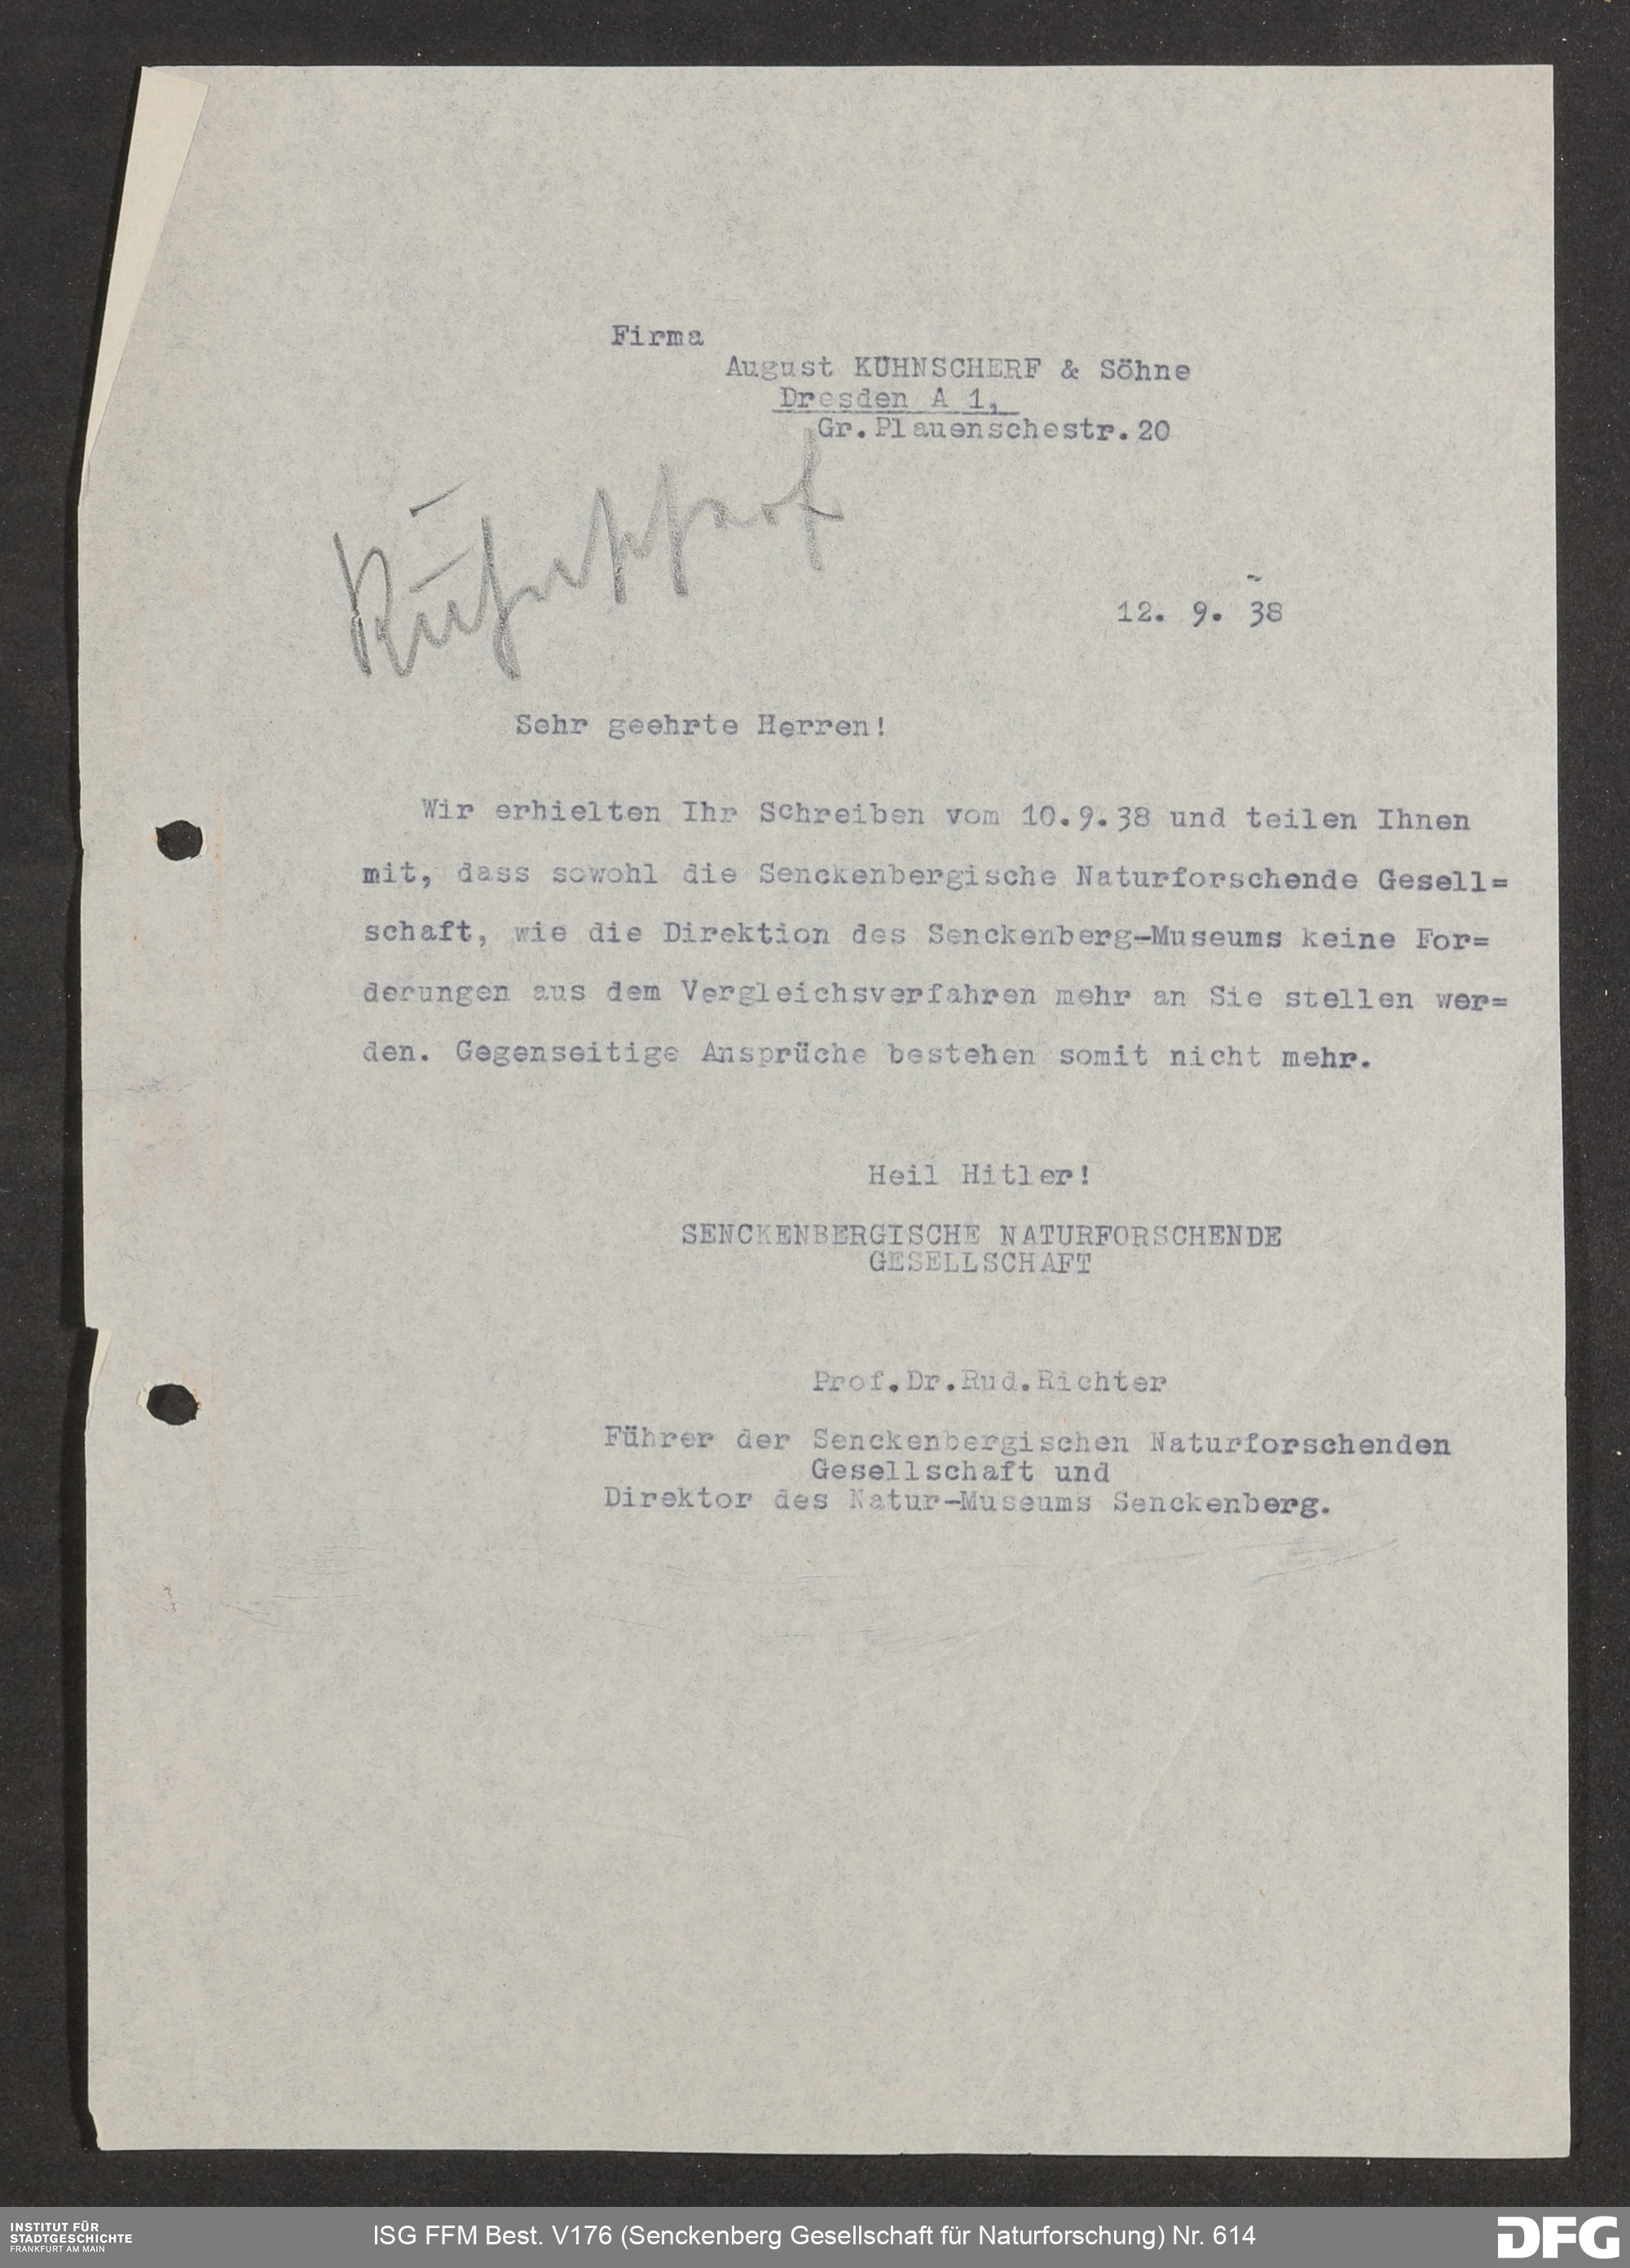 Firma
August KÜHNSCHERF & Söhne
Dresden A 1,
Gr.Plauenschestr.20
Kühnscherf
12. 9. 38
Sehr geehrte Herren!
Wir erhielten Ihr Schreiben vom 10.9.38 und teilen Ihnen
mit, dass sowohl die Senckenbergische Naturforschende Gesell=
schaft, wie die Direktion des Senckenberg-Museums keine For=
derungen aus dem Vergleichsverfahren mehr an Sie stellen wer=
den. Gegenseitige Ansprüche bestehen somit nicht mehr.
Heil Hitler!
SENCKENBERGISCHE NATURFORSCHENDE
GESELLSCHAFT
Prof.Dr.Rud.Richter
Führer der Senckenbergischen Naturforschenden
Gesellschaft und
Direktor des Natur-Museums Senckenberg.
INSTITUT FÜR
STADTGESCHICHTE
FRANKFURT AM MAIN
ISG FFM Best. V176 (Senckenberg Gesellschaft für Naturforschung) Nr. 614
DFG